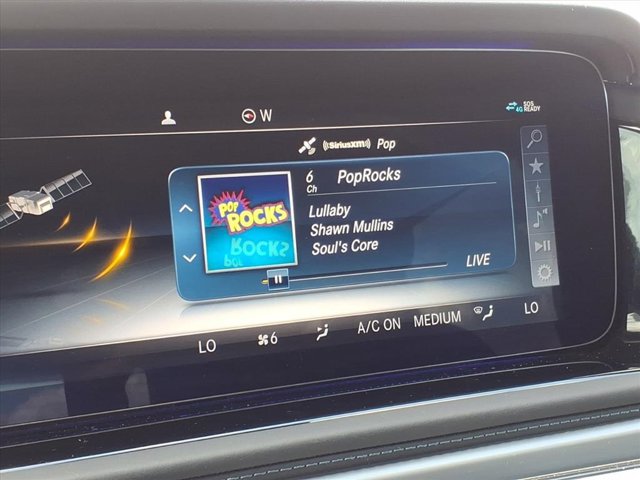 W
4G SOS READY
((SiriusXM)) Pop
6 Ch PopRocks
POP ROCKS
Lullaby
Shawn Mullins
Soul's Core
LIVE
LO 6 A/C ON MEDIUM LO